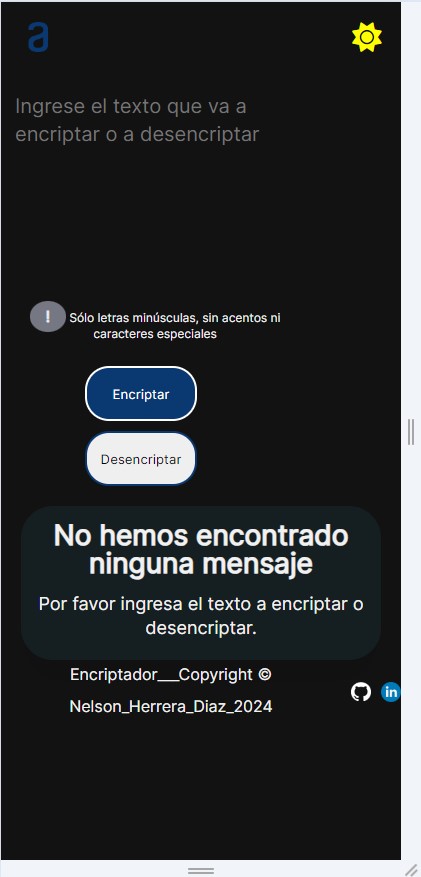 a
Ingrese el texto que va a
encriptar o a desencriptar
!
Sólo letras minúsculas, sin acentos ni
caracteres especiales
Encriptar
Desencriptar
No hemos encontrado
ninguna mensaje
Por favor ingresa el texto a encriptar o
desencriptar.
Encriptador___Copyright ©
Nelson_Herrera_Diaz_2024
in